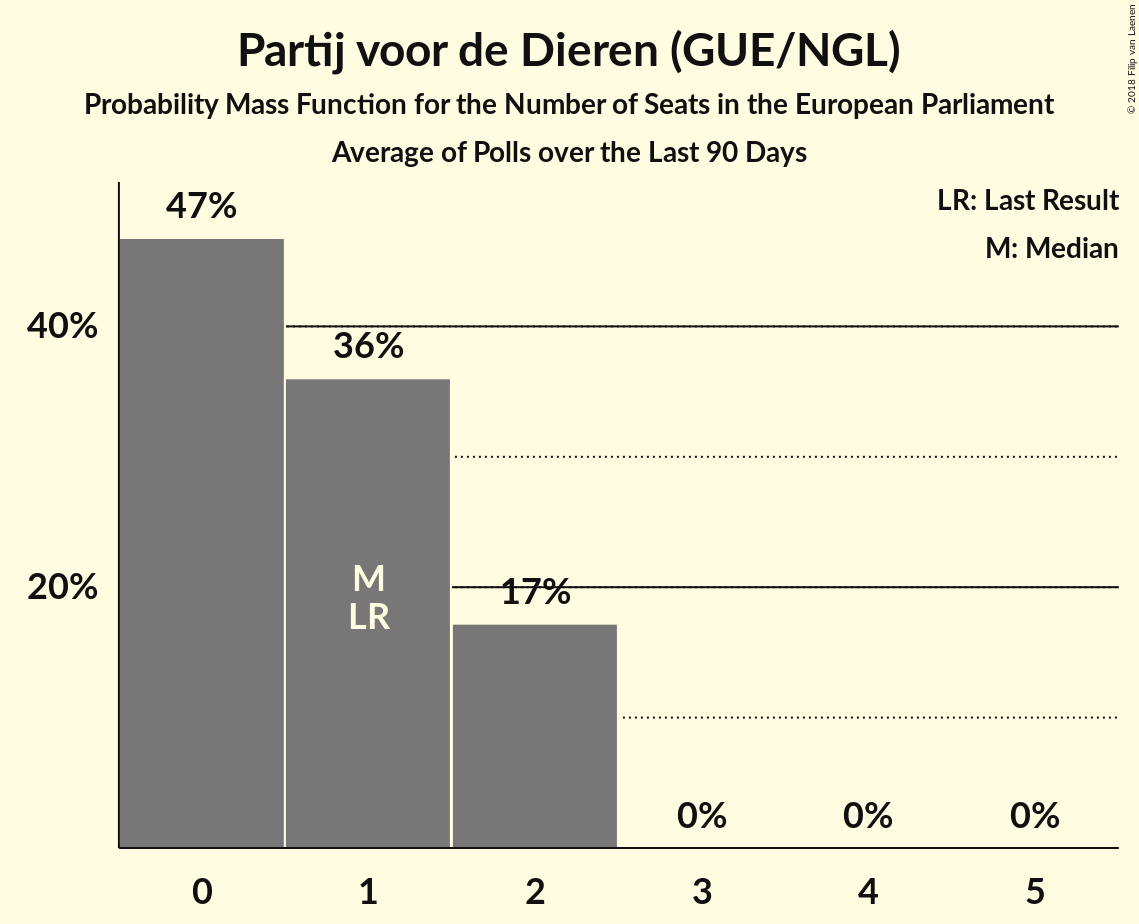 Partij voor de Dieren (GUE/NGL)
Probability Mass Function for the Number of Seats in the European Parliament
Average of Polls over the Last 90 Days
© 2018 Filip van Laenen
LR: Last Result
M: Median
47%
40%
36%
M
LR
20%
17%
0%
0%
0%
0
1
2
3
4
5